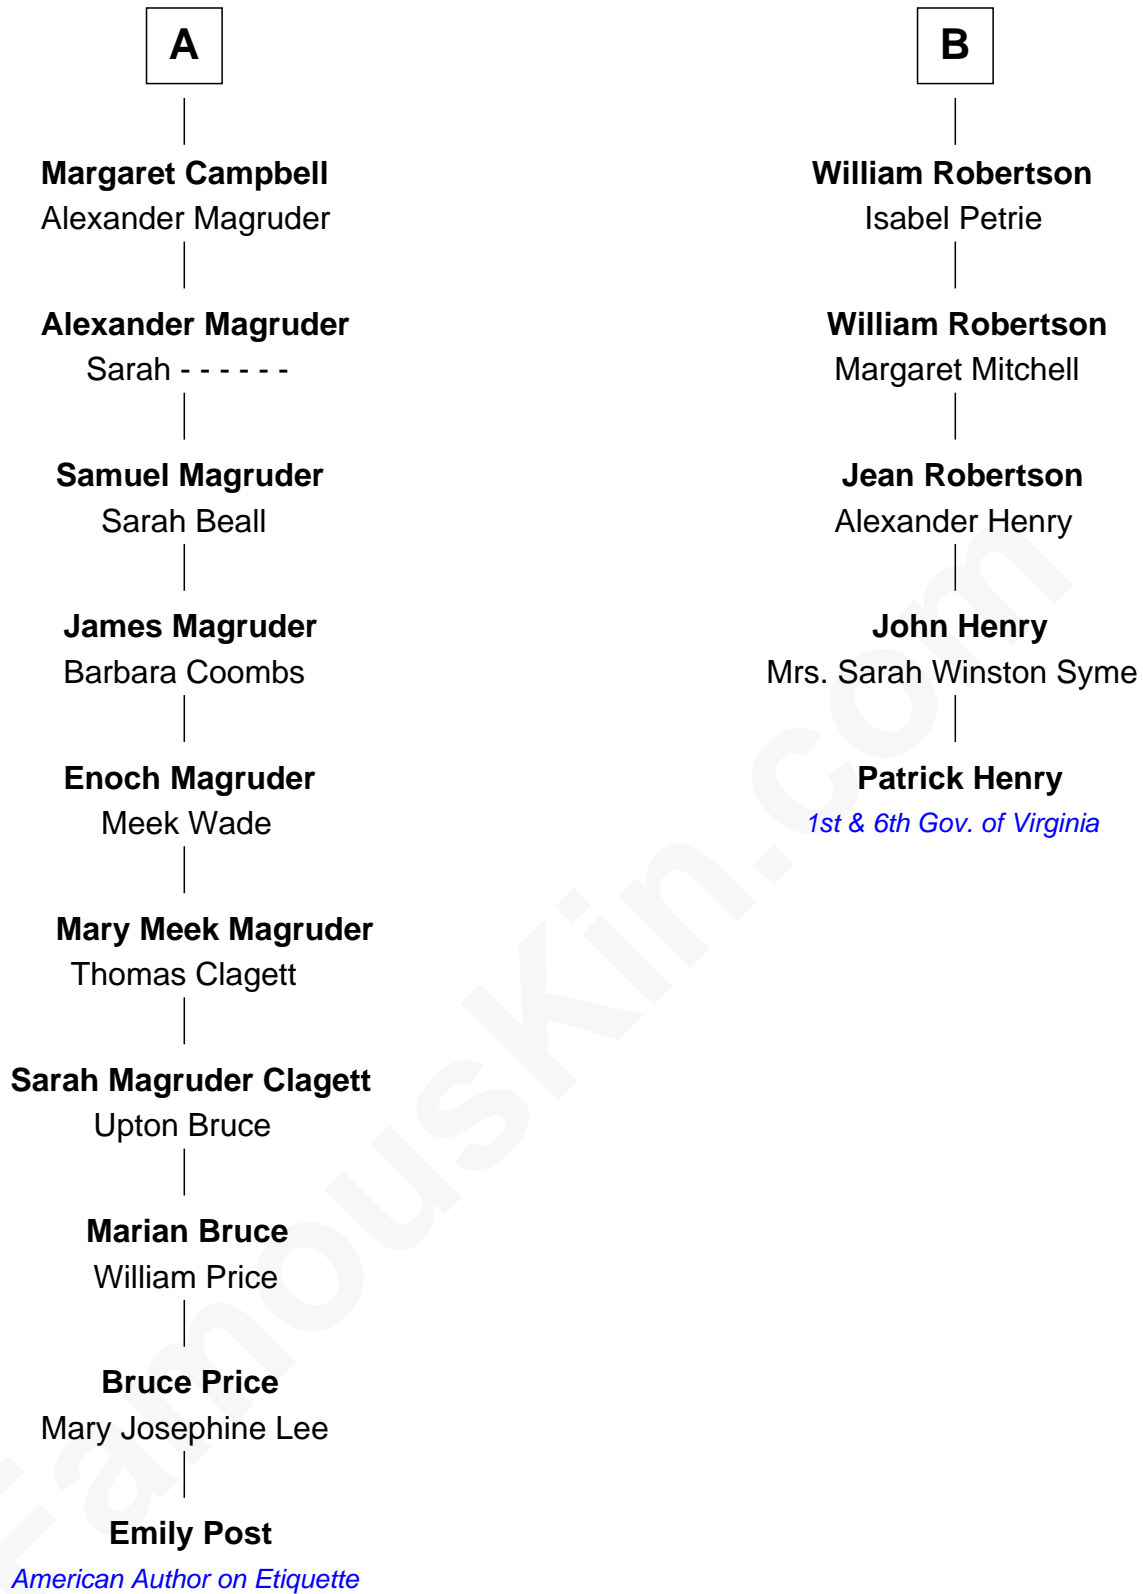 A
Margaret Campbell
Alexander Magruder
Alexander Magruder
Sarah - - - - - -
Samuel Magruder
Sarah Beall
James Magruder
Barbara Coombs
Enoch Magruder
Meek Wade
Mary Meek Magruder
Thomas Clagett
Sarah Magruder Clagett
Upton Bruce
Marian Bruce
William Price
Bruce Price
Mary Josephine Lee
Emily Post
American Author on Etiquette
B
William Robertson
Isabel Petrie
William Robertson
Margaret Mitchell
Jean Robertson
Alexander Henry
John Henry
Mrs. Sarah Winston Syme
Patrick Henry
1st & 6th Gov. of Virginia
FamousKin.com